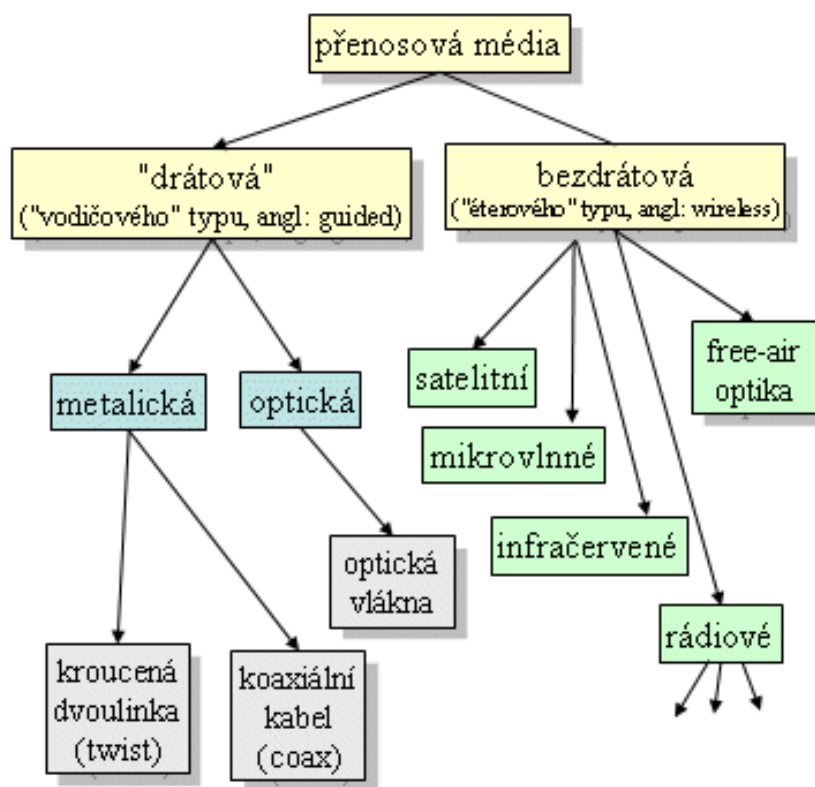 přenosová média
"drátová"
("vodičového" typu, angl: guided)
bezdrátová
("éterového" typu, angl: wireless)
metalická
optická
satelitní
mikrovlnné
infračervené
free-air
optika
rádiové
optická
vlákna
kroucená
dvoulinka
(twist)
koaxiální
kabel
(coax)